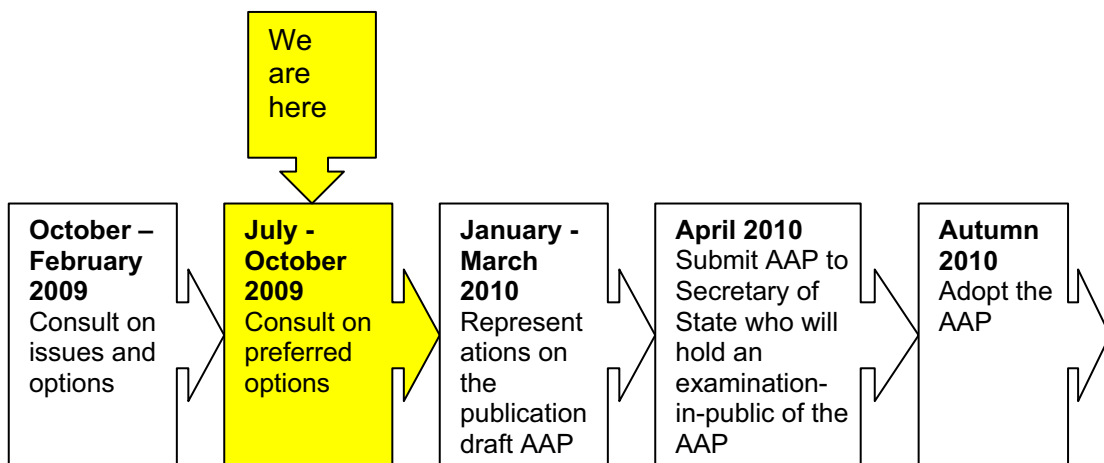 We
are
here
October –
February
2009
Consult on
issues and
options
July -
October
2009
Consult on
preferred
options
January -
March
2010
Represent
ations on
the
publication
draft AAP
April 2010
Submit AAP to
Secretary of
State who will
hold an
examination-
in-public of the
AAP
Autumn
2010
Adopt the
AAP